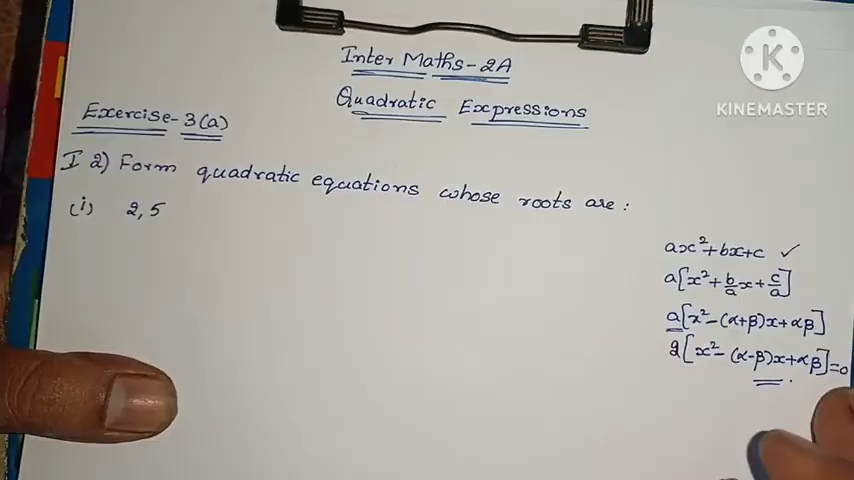 Inter Maths-2A
Quadratic Expressions
Exercise-3(a)
I 2) Form quadratic equations whose roots are :
(i) 2,5
ax²+bx+c ✓
a[x²+b/a x+c/a]
a[x²-(α+β)x+αβ]
2[x²-(α-β)x+αβ]=0
KINEMASTER